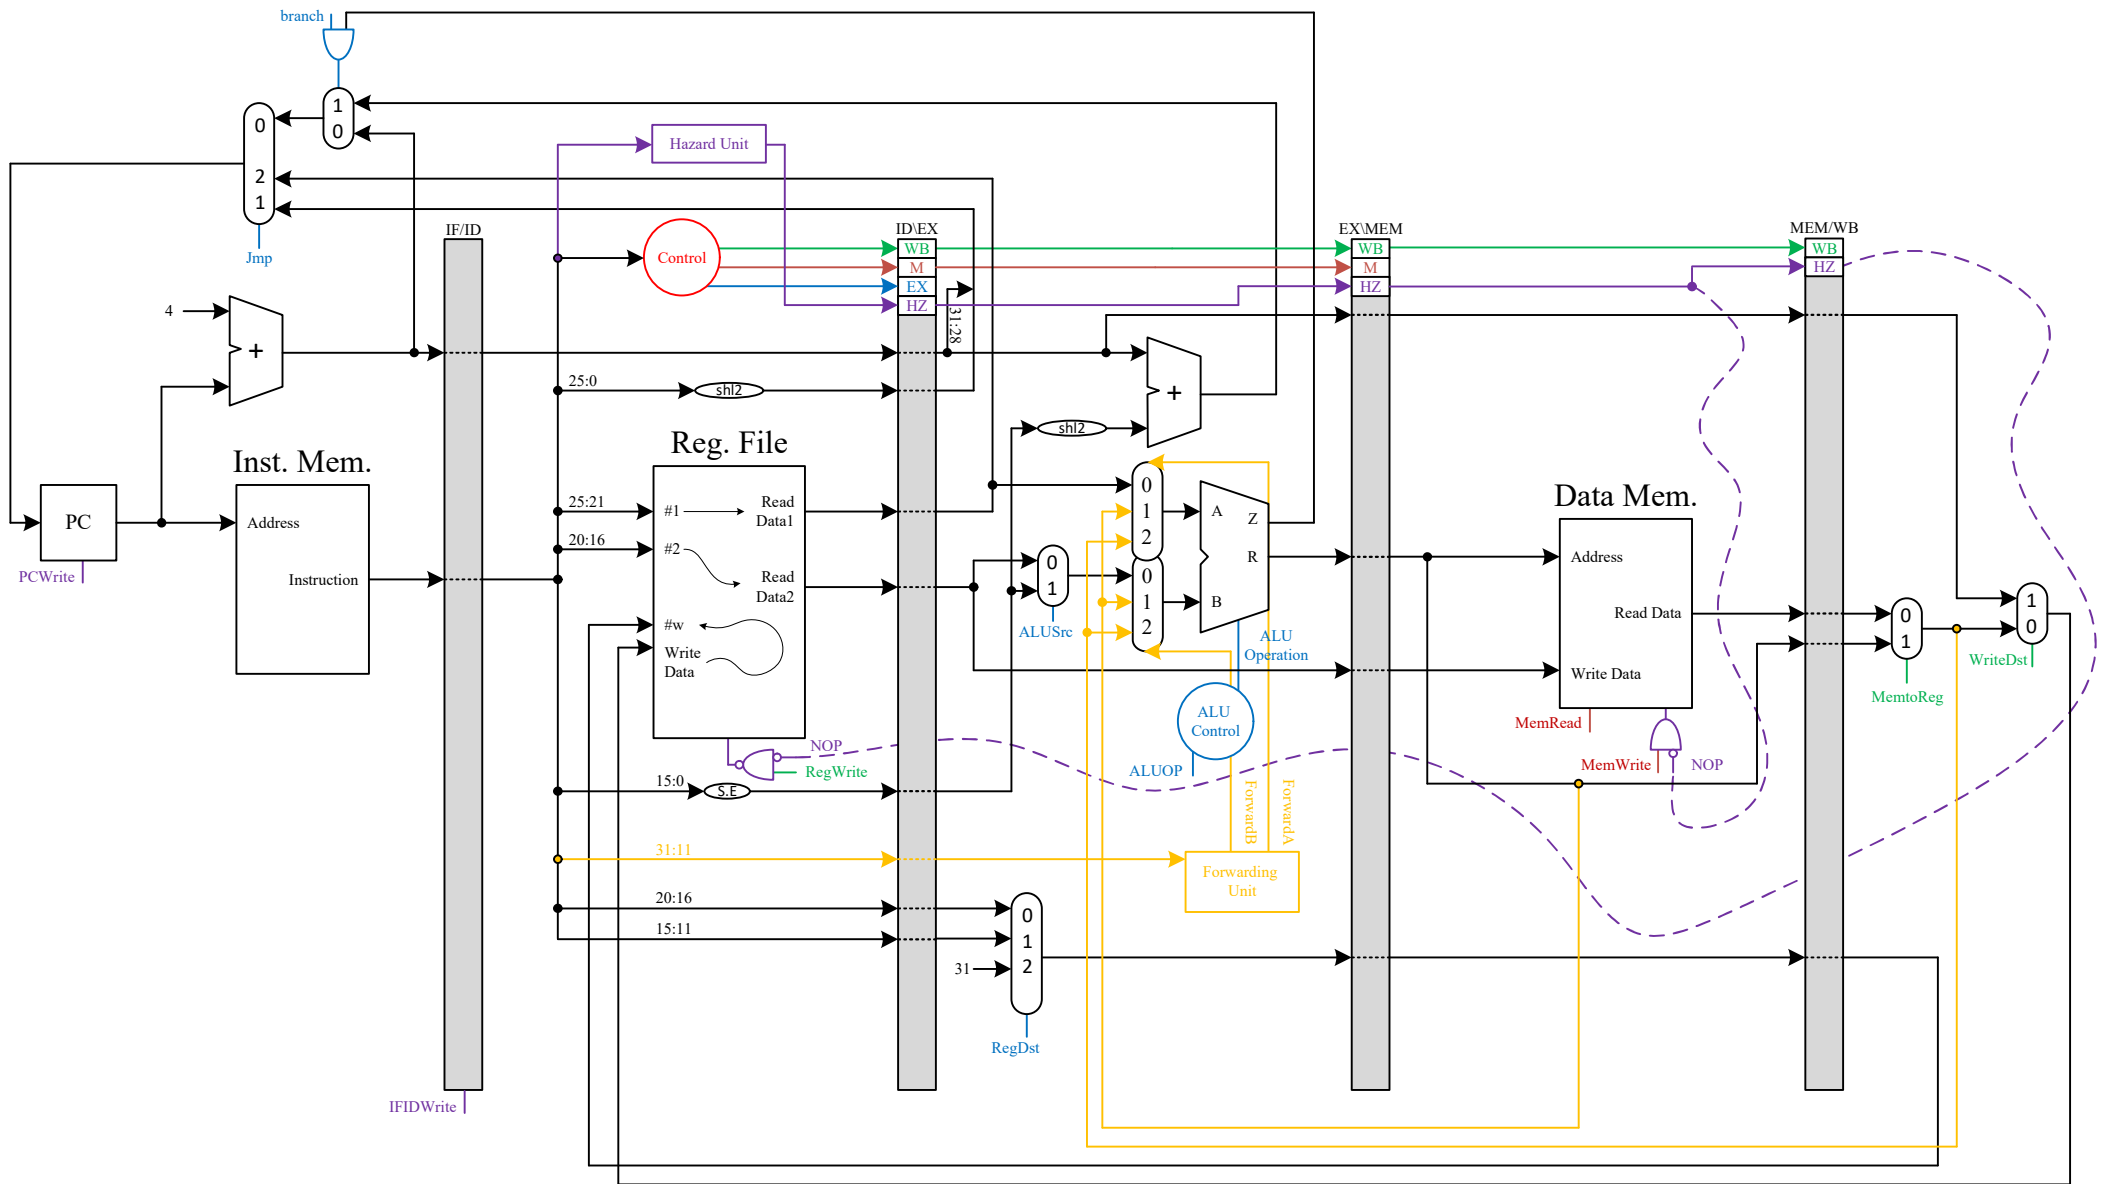 branch
1
0
0
2
1
Jmp
Hazard Unit
IF/ID
ID\EX
EX\MEM
MEM/WB
Control
WB
M
EX
HZ
WB
M
HZ
WB
HZ
31:28
4
+
25:0
shl2
+
shl2
Inst. Mem.
Reg. File
Data Mem.
PC
PCWrite
Address
Instruction
25:21
20:16
#1
Read
Data1
#2
Read
Data2
#w
Write
Data
0
1
ALUSrc
0
1
2
0
1
2
A
B
Z
R
ALU
Operation
ALU
Control
ALUOP
Address
Read Data
Write Data
MemRead
MemWrite
NOP
0
1
MemtoReg
1
0
WriteDst
NOP
RegWrite
15:0
S.E
ForwardB
ForwardA
31:11
Forwarding
Unit
20:16
15:11
31
0
1
2
RegDst
IFIDWrite